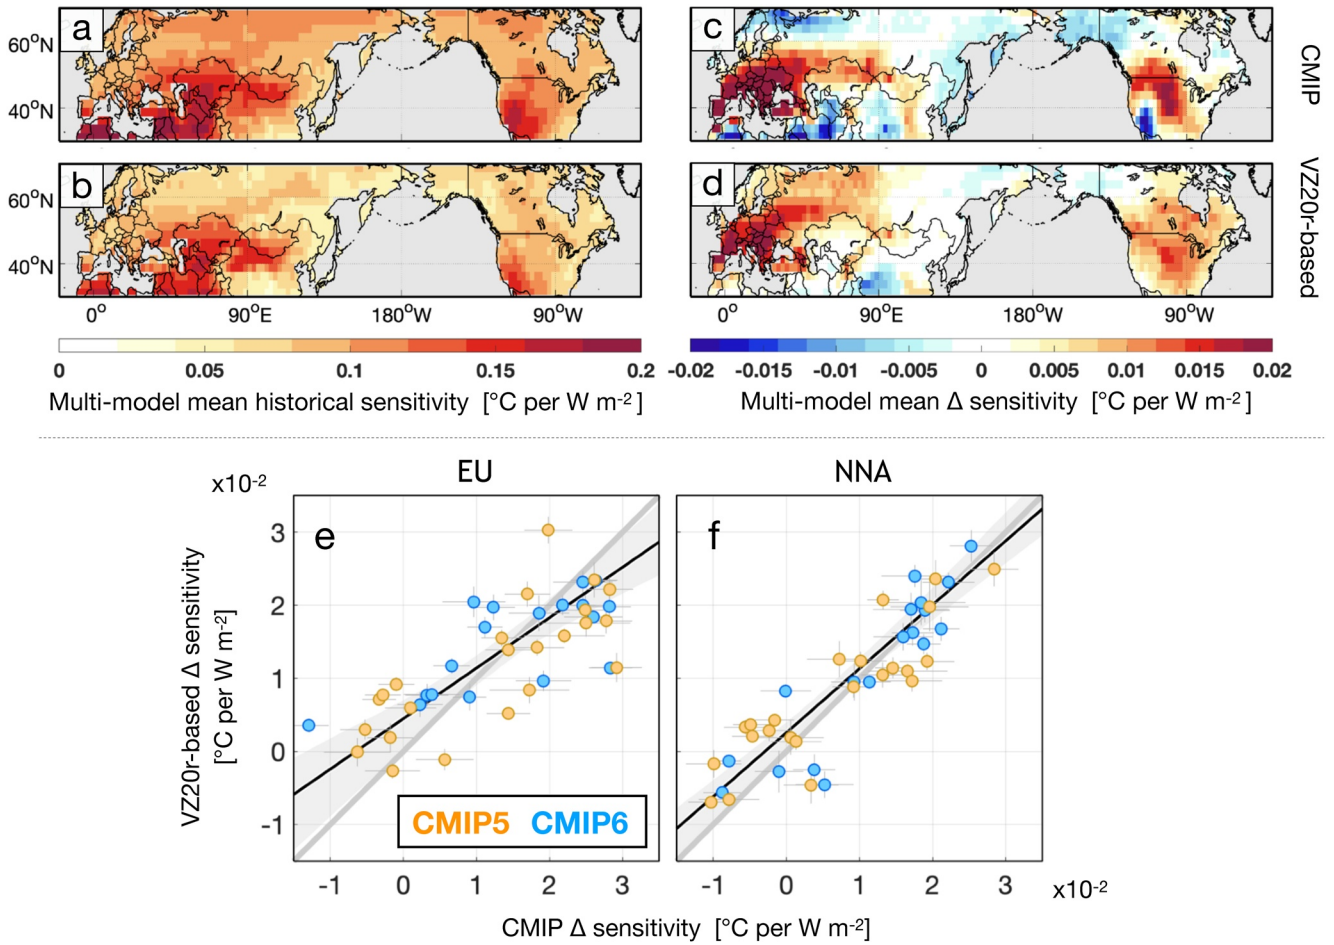 a
60°N
40°N
c
CMIP
b
60°N
40°N
d
VZ20r-based
0° 90°E 180°W 90°W
0° 90°E 180°W 90°W
0 0.05 0.1 0.15 0.2
-0.02 -0.015 -0.01 -0.005 0 0.005 0.01 0.015 0.02
Multi-model mean historical sensitivity [°C per W m-2 ]
Multi-model mean Δ sensitivity [°C per W m-2 ]
EU
NNA
x10-2
e
f
VZ20r-based Δ sensitivity
[°C per W m-2]
3
2
1
0
-1
CMIP5 CMIP6
-1 0 1 2 3
-1 0 1 2 3
x10-2
CMIP Δ sensitivity [°C per W m-2]